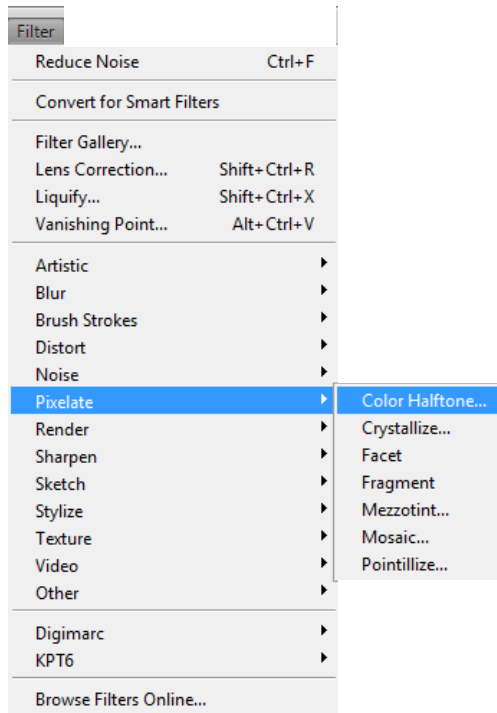 Filter
Reduce Noise Ctrl+F
Convert for Smart Filters
Filter Gallery...
Lens Correction... Shift+Ctrl+R
Liquify... Shift+Ctrl+X
Vanishing Point... Alt+Ctrl+V
Artistic
Blur
Brush Strokes
Distort
Noise
Pixelate
Render
Sharpen
Sketch
Stylize
Texture
Video
Other
Digimarc
KPT6
Browse Filters Online...
Color Halftone...
Crystallize...
Facet
Fragment
Mezzotint...
Mosaic...
Pointillize...